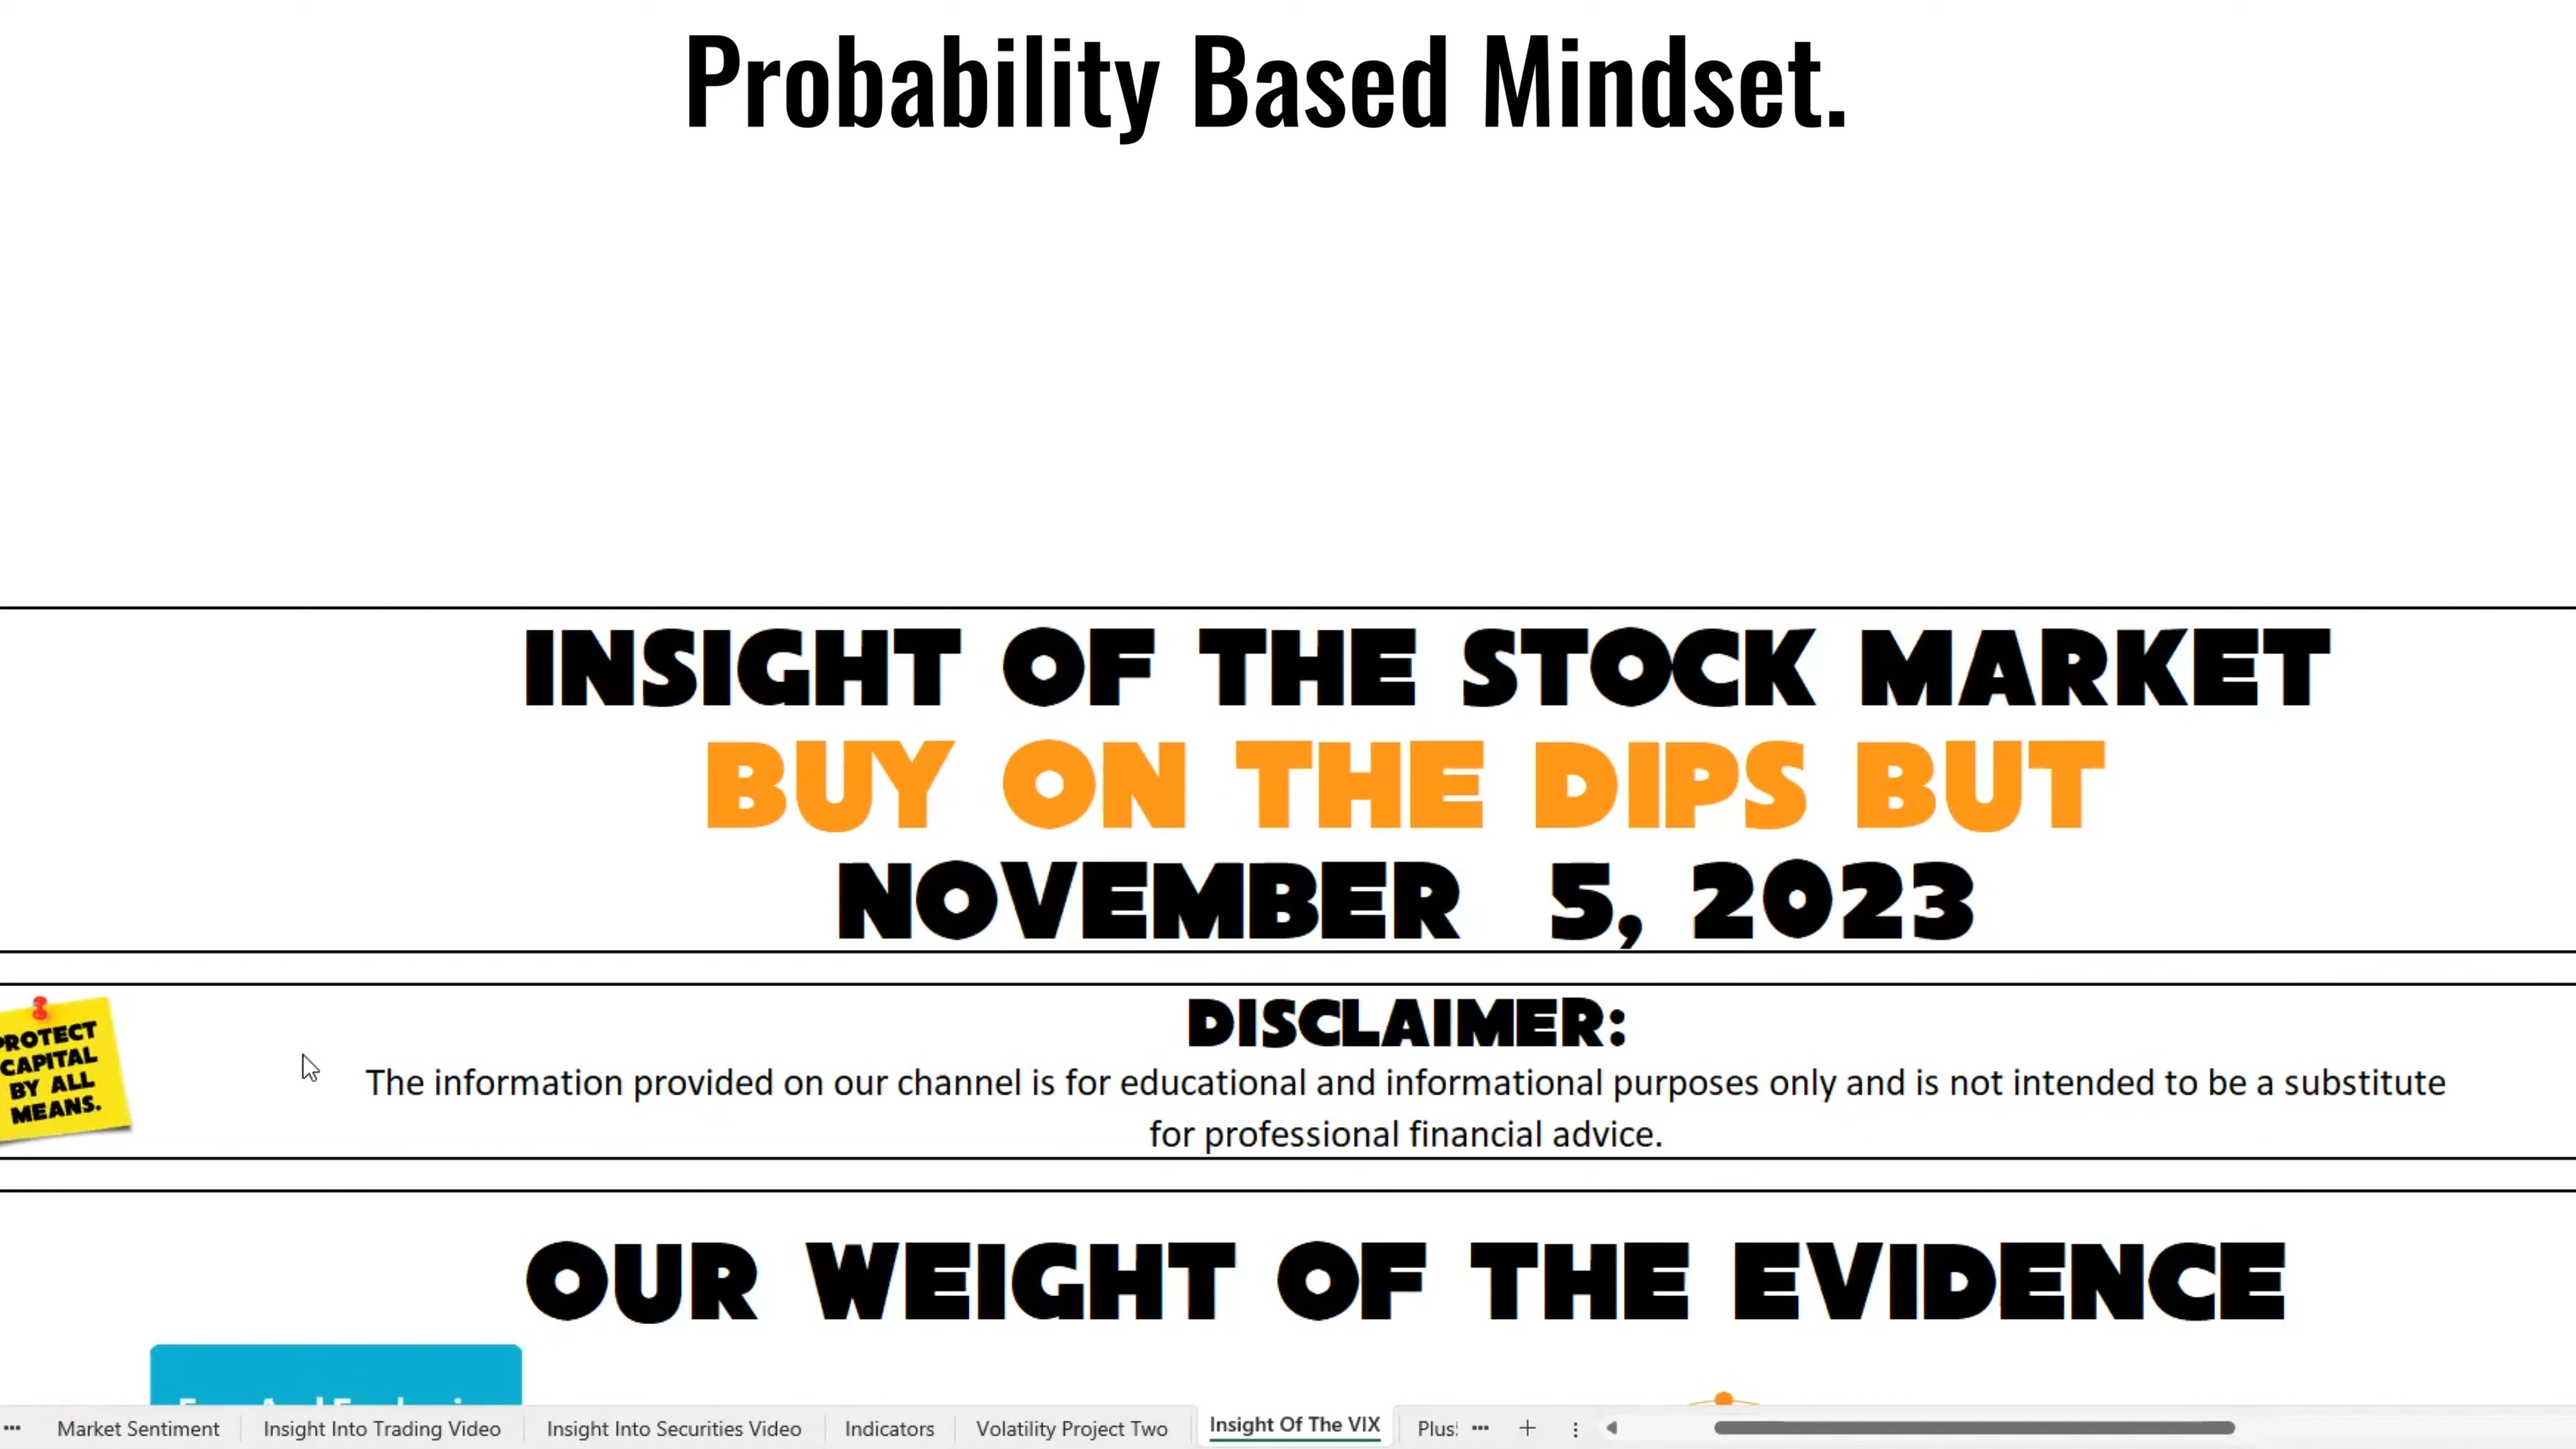 Probability Based Mindset.
INSIGHT OF THE STOCK MARKET
BUY ON THE DIPS BUT
NOVEMBER 5, 2023
PROTECT
CAPITAL
BY ALL
MEANS.
DISCLAIMER:
The information provided on our channel is for educational and informational purposes only and is not intended to be a substitute
for professional financial advice.
OUR WEIGHT OF THE EVIDENCE
Market Sentiment Insight Into Trading Video Insight Into Securities Video Indicators Volatility Project Two Insight Of The VIX